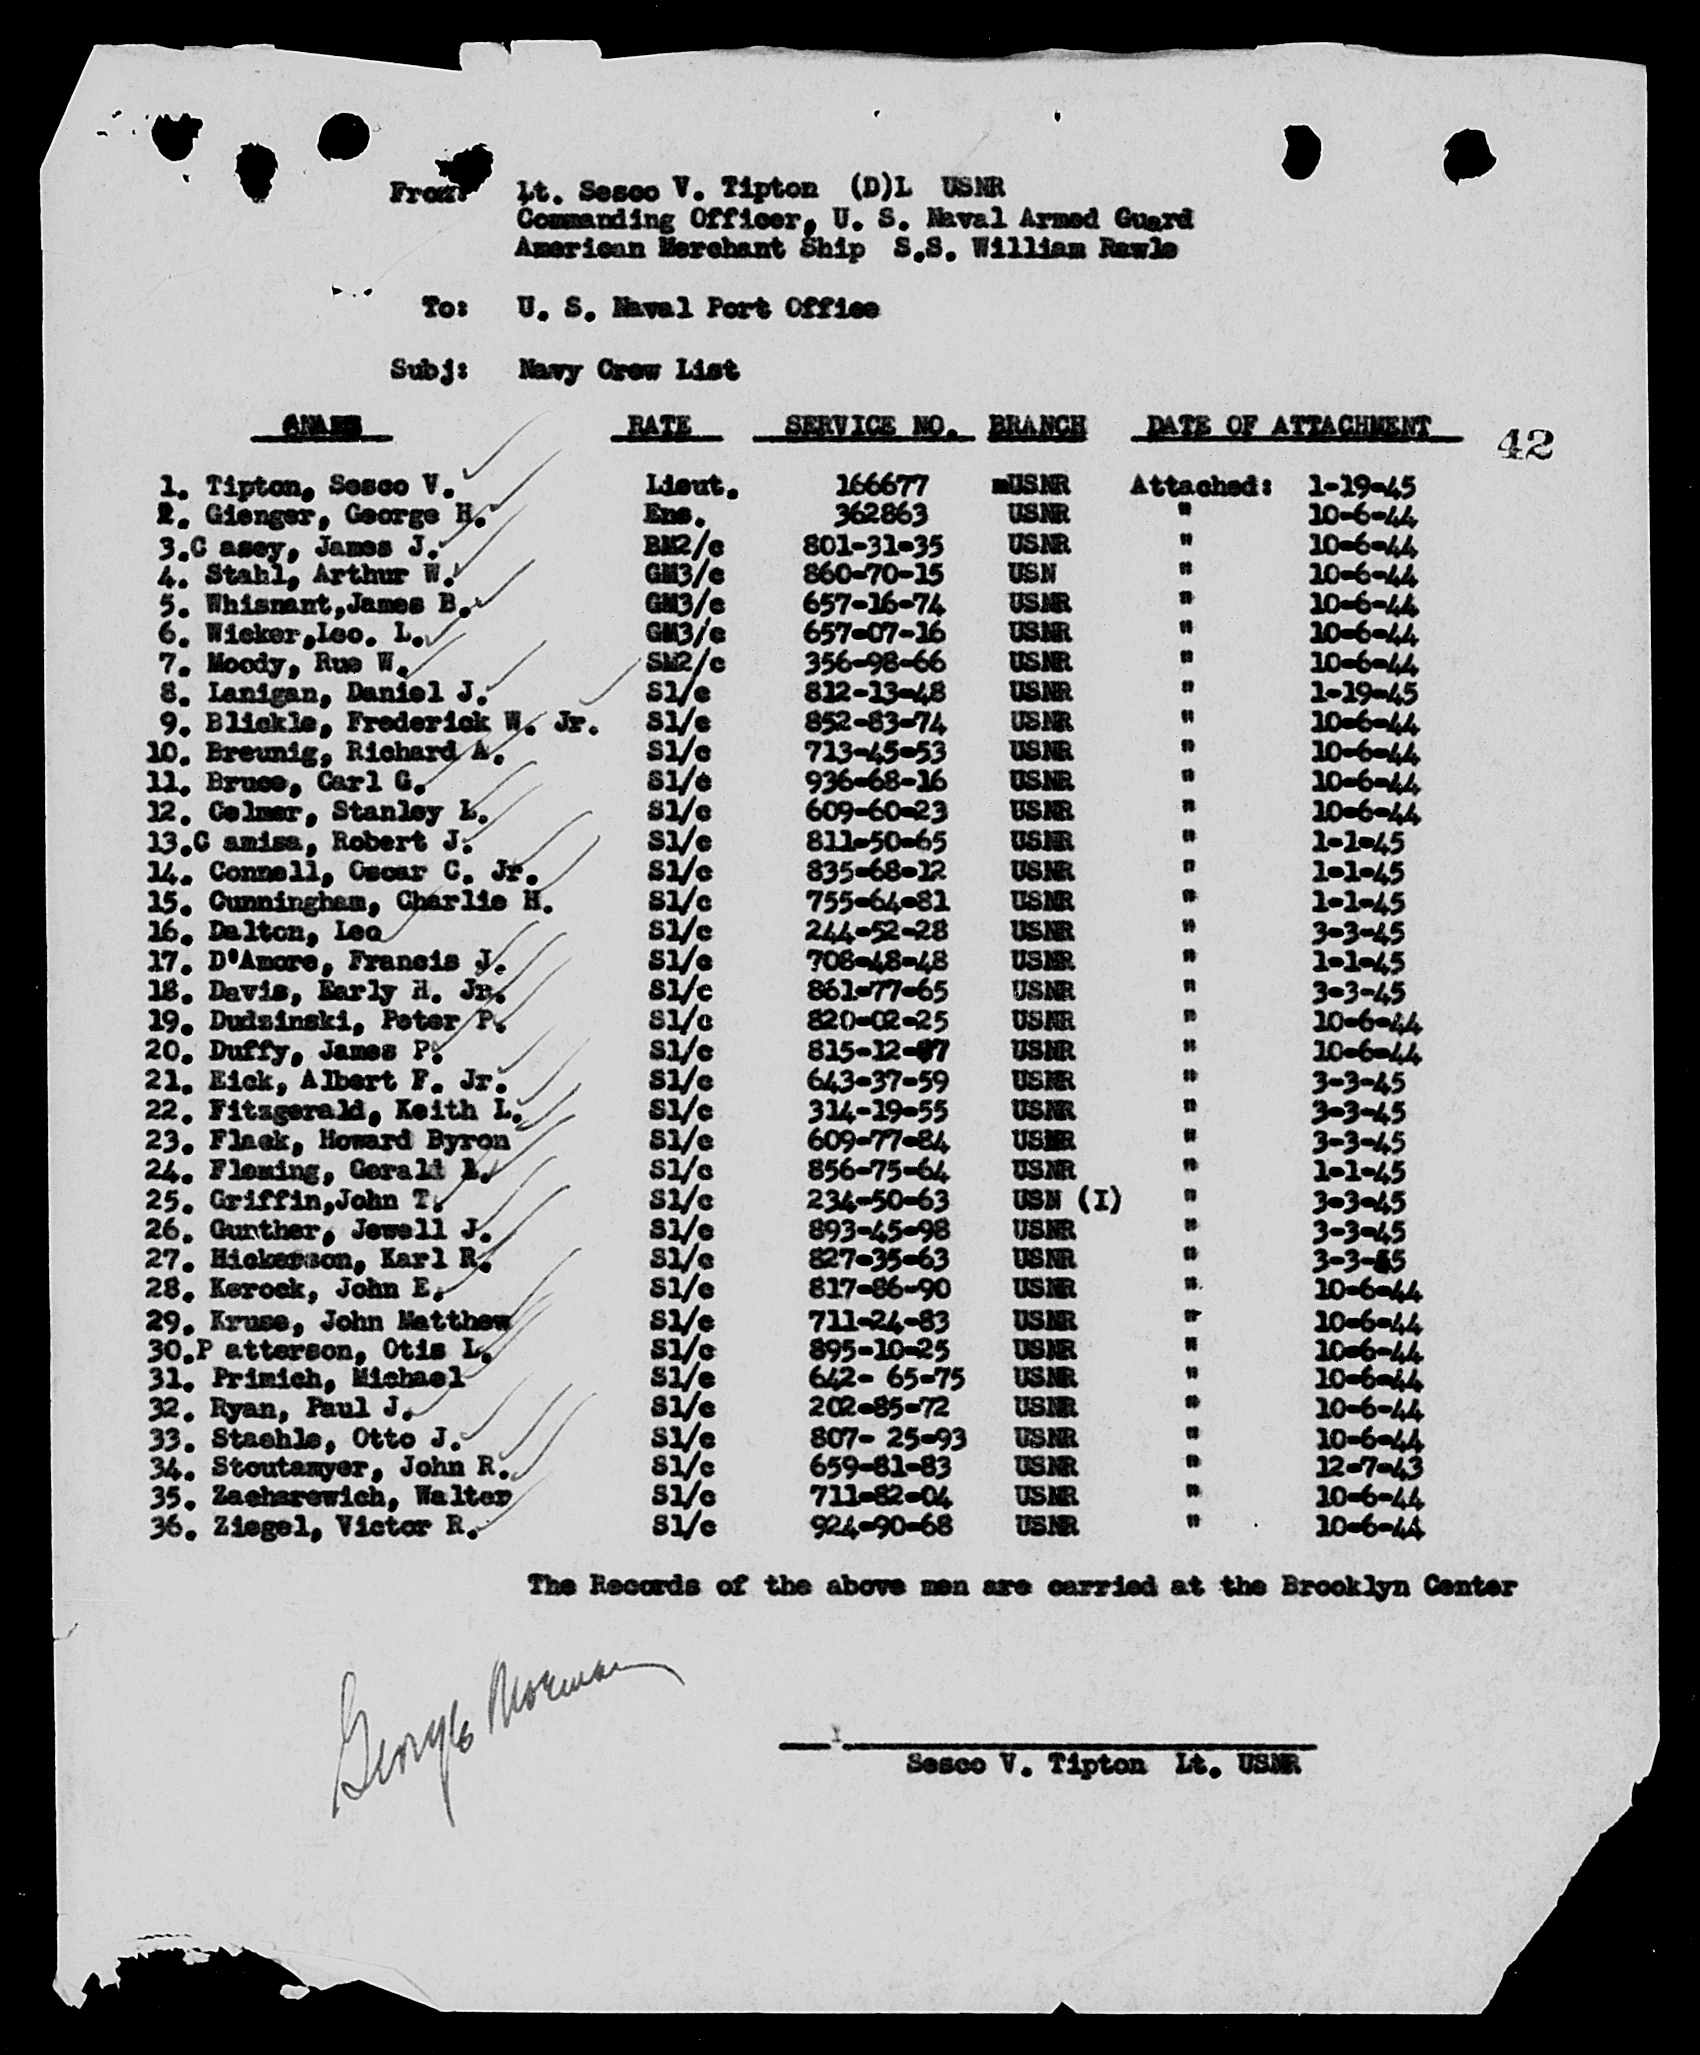 From: Lt. Sesco V. Tipton (D)L USNR
Commanding Officer, U. S. Naval Armed Guard
American Merchant Ship S.S. William Rawle
To: U. S. Naval Port Office
Subj: Navy Crew List
RATE SERVICE NO. BRANCH DATE OF ATTACHMENT
42
1. Tipton, Sesco V. Lieut. 166677 mUSNR Attached: 1-19-45
2. Gienger, George H. Ens. 362863 USNR " 10-6-44
3.C asey, James J. BM2/c 801-31-35 USNR " 10-6-44
4. Stahl, Arthur W. GM3/c 860-70-15 USN " 10-6-44
5. Whisnant,James B. GM3/c 657-16-74 USNR " 10-6-44
6. Wicker,Leo. L. GM3/c 657-07-16 USNR " 10-6-44
7. Moody, Rue W. SM2/c 356-98-66 USNR " 10-6-44
8. Lanigan, Daniel J. S1/c 812-13-48 USNR " 1-19-45
9. Blickle, Frederick W. Jr. S1/c 852-83-74 USNR " 10-6-44
10. Breunig, Richard A. S1/c 713-45-53 USNR " 10-6-44
11. Bruce, Carl G. S1/c 936-68-16 USNR " 10-6-44
12. Celmer, Stanley L. S1/c 609-60-23 USNR " 10-6-44
13.C amisa, Robert J. S1/c 811-50-65 USNR " 1-1-45
14. Connell, Oscar C. Jr. S1/c 835-68-12 USNR " 1-1-45
15. Cunningham, Charlie H. S1/c 755-64-81 USNR " 1-1-45
16. Dalton, Leo S1/c 244-52-28 USNR " 3-3-45
17. D'Amore, Francis J. S1/c 708-48-48 USNR " 1-1-45
18. Davis, Early H. Jr. S1/c 861-77-65 USNR " 3-3-45
19. Dudzinski, Peter P. S1/c 820-02-25 USNR " 10-6-44
20. Duffy, James P. S1/c 815-12-87 USNR " 10-6-44
21. Eick, Albert F. Jr. S1/c 643-37-59 USNR " 3-3-45
22. Fitzgerald, Keith L. S1/c 314-19-55 USNR " 3-3-45
23. Flack, Howard Byron S1/c 609-77-84 USNR " 3-3-45
24. Fleming, Gerald S1/c 856-75-64 USNR " 1-1-45
25. Griffin,John T. S1/c 234-50-63 USN (I) " 3-3-45
26. Gunther, Jewell J. S1/c 893-45-98 USNR " 3-3-45
27. Hickerson, Karl R. S1/c 827-35-63 USNR " 3-3-45
28. Kerock, John E. S1/c 817-86-90 USNR " 10-6-44
29. Kruse, John Matthew S1/c 711-24-83 USNR " 10-6-44
30.P atterson, Otis L. S1/c 895-10-25 USNR " 10-6-44
31. Primich, Michael S1/c 642- 65-75 USNR " 10-6-44
32. Ryan, Paul J. S1/c 202-85-72 USNR " 10-6-44
33. Staehle, Otto J. S1/c 807- 25-93 USNR " 10-6-44
34. Stoutamyer, John R. S1/c 659-81-83 USNR " 12-7-43
35. Zacharewich, Walter S1/c 711-82-04 USNR " 10-6-44
36. Ziegel, Victor R. S1/c 924-90-68 USNR " 10-6-44
The Records of the above men are carried at the Brooklyn Center
George Morman
Sesco V. Tipton Lt. USNR